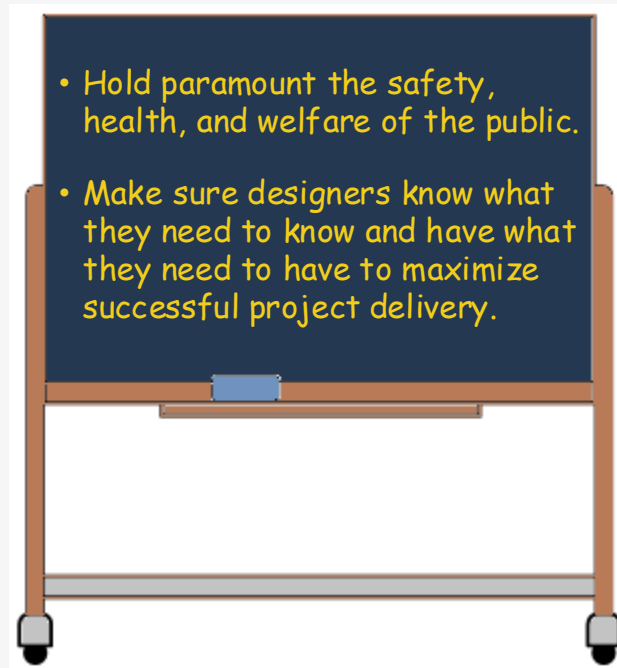 • Hold paramount the safety,
health, and welfare of the public.
• Make sure designers know what
they need to know and have what
they need to have to maximize
successful project delivery.